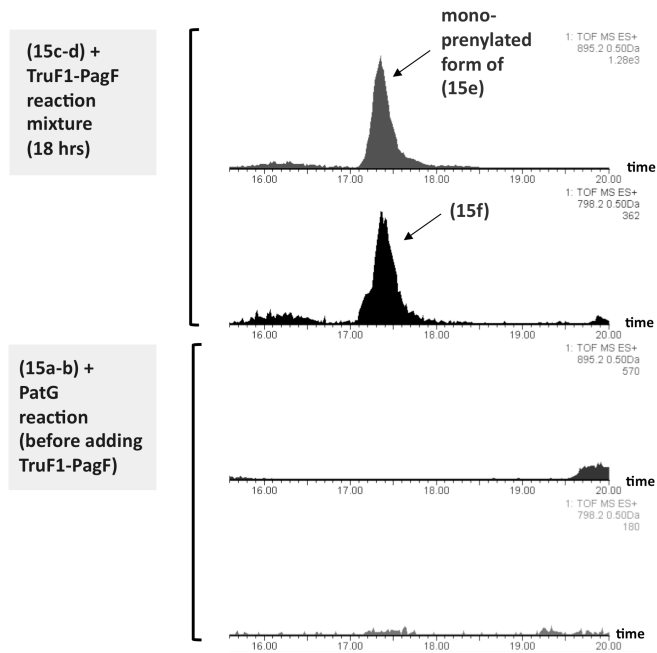 (15c-d) +
TruF1-PagF
reaction
mixture
(18 hrs)
mono-
prenylated
form of
(15e)
1: TOF MS ES+
895.2 0.50Da
1.28e3
16.00 17.00 18.00 19.00 20.00
time
1: TOF MS ES+
798.2 0.50Da
362
(15f)
16.00 17.00 18.00 19.00 20.00
time
(15a-b) +
PatG
reaction
(before adding
TruF1-PagF)
1: TOF MS ES+
895.2 0.50Da
570
16.00 17.00 18.00 19.00 20.00
time
1: TOF MS ES+
798.2 0.50Da
180
16.00 17.00 18.00 19.00 20.00
time